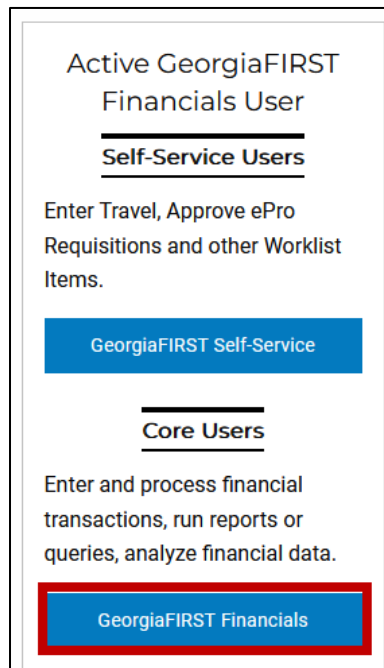 Active GeorgiaFIRST
Financials User
Self-Service Users
Enter Travel, Approve ePro
Requisitions and other Worklist
Items.
GeorgiaFIRST Self-Service
Core Users
Enter and process financial
transactions, run reports or
queries, analyze financial data.
GeorgiaFIRST Financials